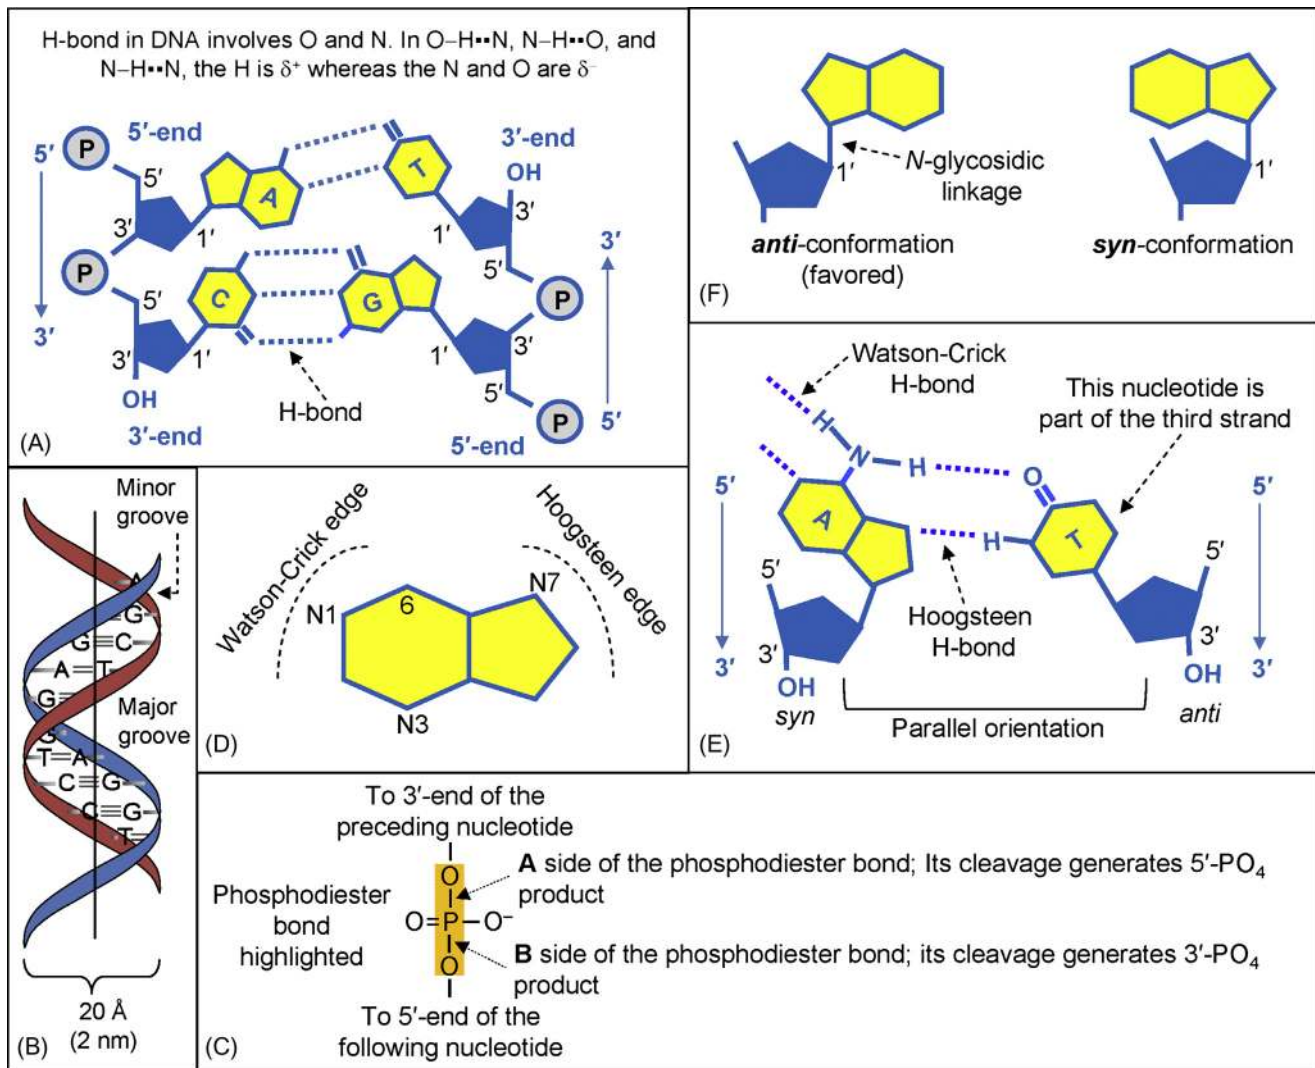 H-bond in DNA involves O and N. In O–H▪▪N, N–H▪▪O, and
N–H▪▪N, the H is δ⁺ whereas the N and O are δ⁻
5′-end
3′-end
5′
P
5′
A
T
OH
3′
3′
1′
P
3′
5′
3′
5′
C
G
P
3′
3′
1′
1′
3′
OH
H-bond
5′
P
5′
3′-end
5′-end
(A)
N-glycosidic
linkage
1′
1′
anti-conformation
(favored)
syn-conformation
(F)
Watson-Crick
H-bond
This nucleotide is
part of the third strand
H
N
H
O
5′
5′
A
H
T
5′
5′
Hoogsteen
H-bond
3′
3′
3′
3′
OH
OH
syn
anti
Parallel orientation
(E)
Minor
groove
A
G
G≡C
A=T
G
Major
groove
G
T=A
C≡G
C≡G
T
20 Å
(2 nm)
(B)
Watson-Crick edge
Hoogsteen edge
N1
6
N7
N3
(D)
To 3′-end of the
preceding nucleotide
O
A side of the phosphodiester bond; Its cleavage generates 5′-PO₄
product
Phosphodiester
bond
highlighted
O=P–O⁻
O
B side of the phosphodiester bond; its cleavage generates 3′-PO₄
product
To 5′-end of the
following nucleotide
(C)